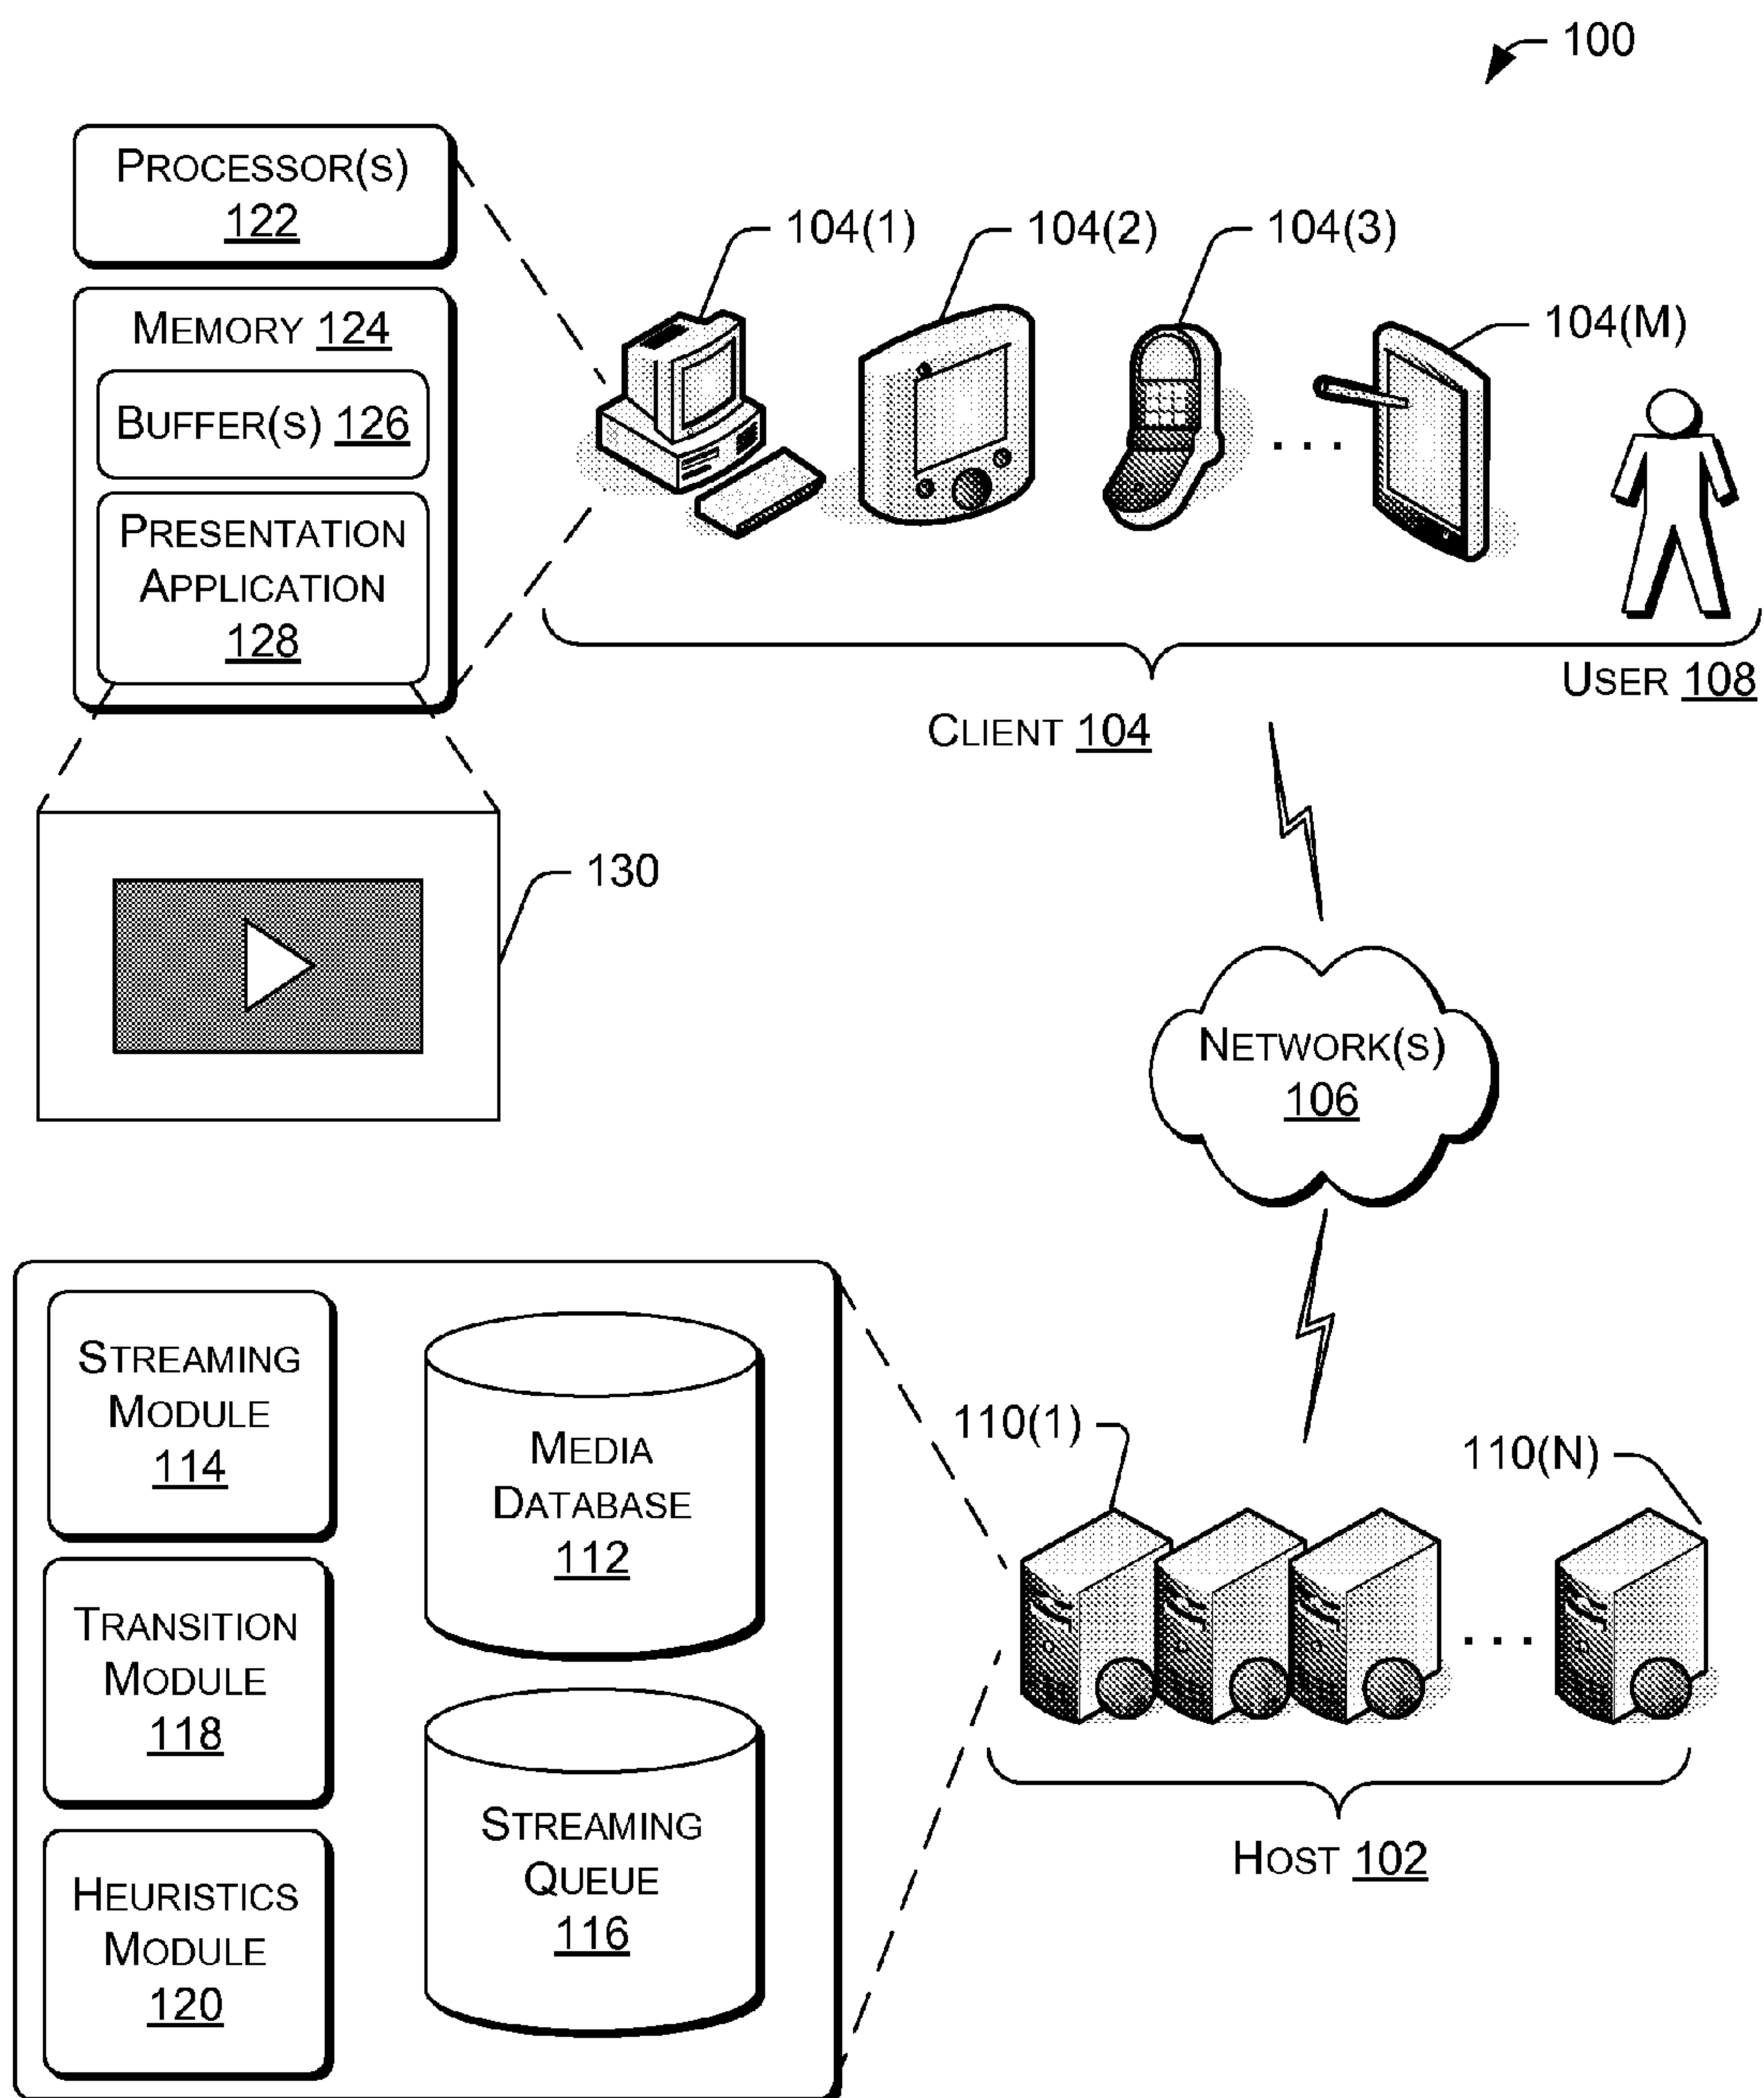 100
PROCESSOR(S)
122
MEMORY 124
BUFFER(S) 126
PRESENTATION
APPLICATION
128
104(1)
104(2)
104(3)
...
104(M)
USER 108
CLIENT 104
130
NETWORK(S)
106
STREAMING
MODULE
114
MEDIA
DATABASE
112
TRANSITION
MODULE
118
STREAMING
QUEUE
116
HEURISTICS
MODULE
120
110(1)
110(N)
...
HOST 102